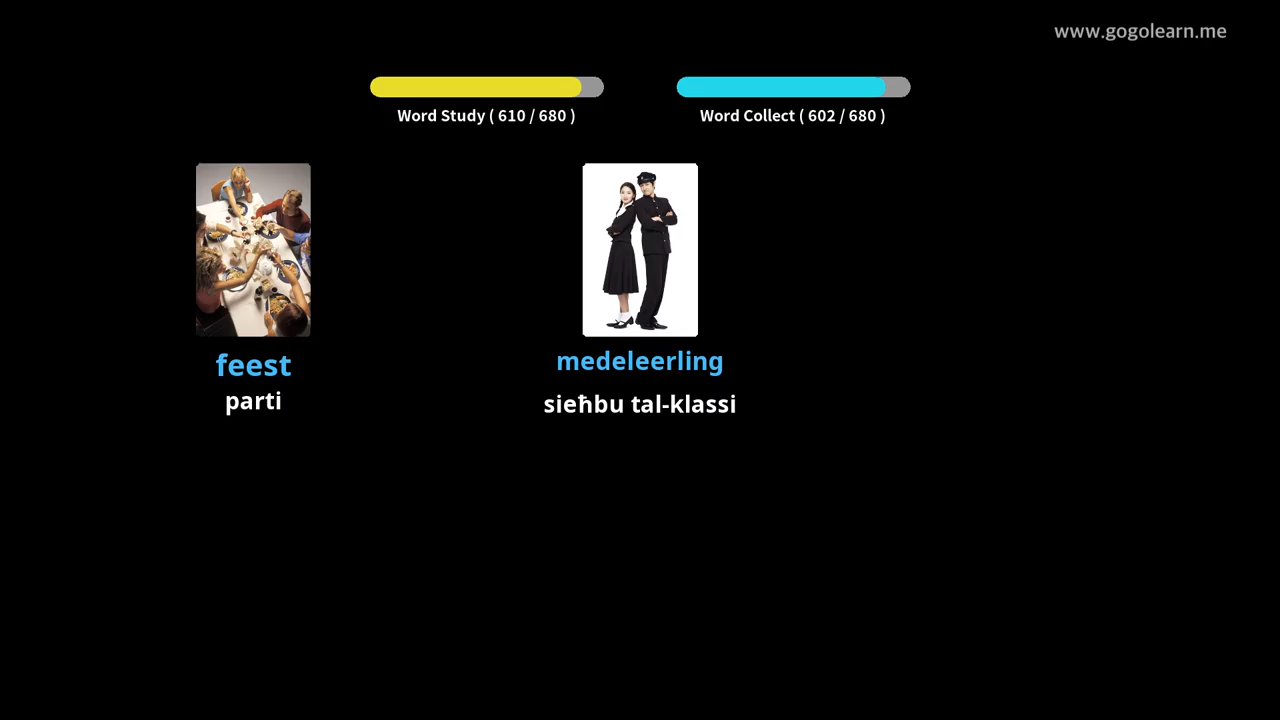 www.gogolearn.me
Word Study ( 610 / 680 )
Word Collect ( 602 / 680 )
feest
parti
medeleerling
sieħbu tal-klassi